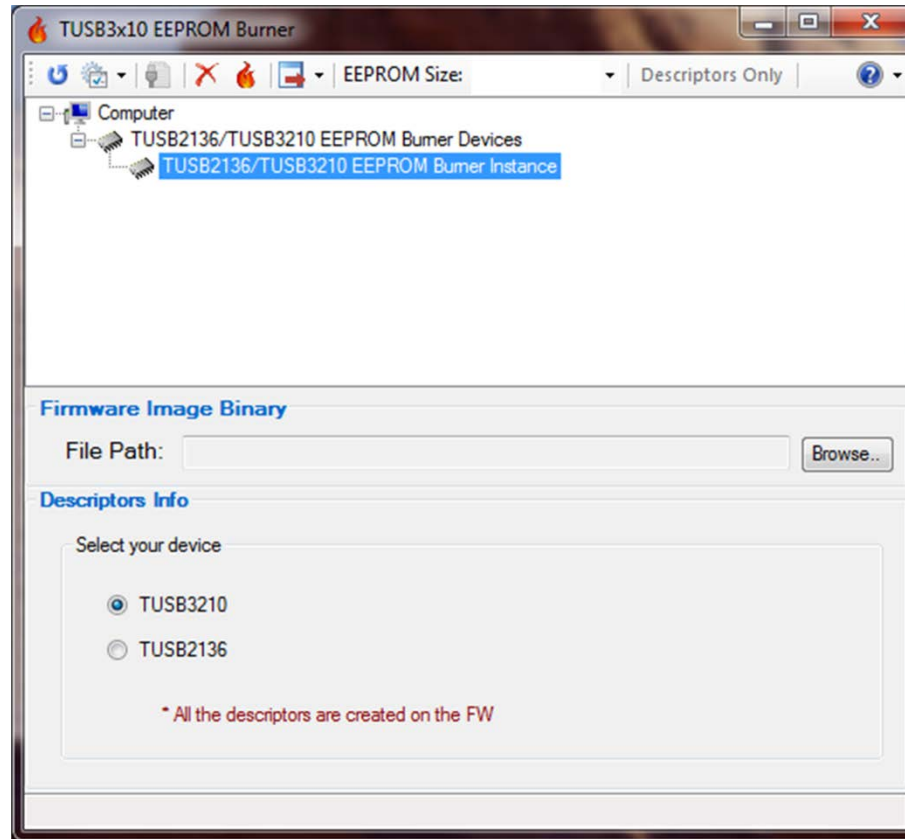 TUSB3x10 EEPROM Burner
EEPROM Size: Descriptors Only
Computer
TUSB2136/TUSB3210 EEPROM Burner Devices
TUSB2136/TUSB3210 EEPROM Burner Instance
Firmware Image Binary
File Path: Browse..
Descriptors Info
Select your device
TUSB3210
TUSB2136
* All the descriptors are created on the FW